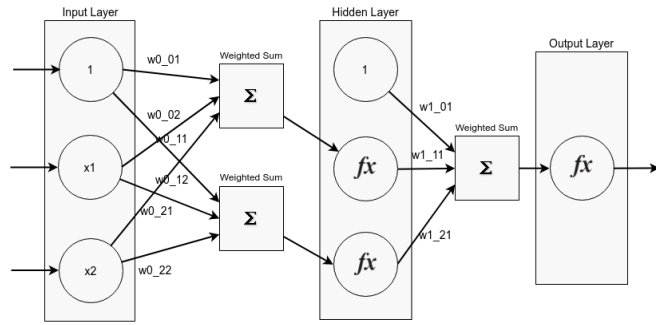 Input Layer
Hidden Layer
Output Layer
1
w0_01
Weighted Sum
Σ
1
w1_01
w0_02
w0_11
Weighted Sum
x1
fx
w1_11
Σ
fx
w0_12
Weighted Sum
w0_21
Σ
w1_21
x2
w0_22
fx